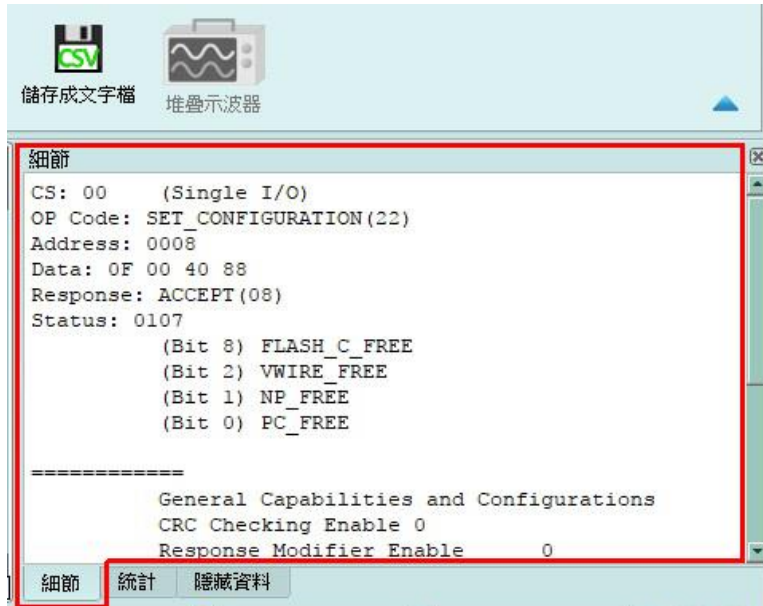 CSV
儲存成文字檔
堆疊示波器
細節
CS: 00 (Single I/O)
OP Code: SET_CONFIGURATION(22)
Address: 0008
Data: 0F 00 40 88
Response: ACCEPT(08)
Status: 0107
(Bit 8) FLASH_C_FREE
(Bit 2) VWIRE_FREE
(Bit 1) NP_FREE
(Bit 0) PC_FREE
============
General Capabilities and Configurations
CRC Checking Enable 0
Response Modifier Enable 0
細節 統計 隱藏資料